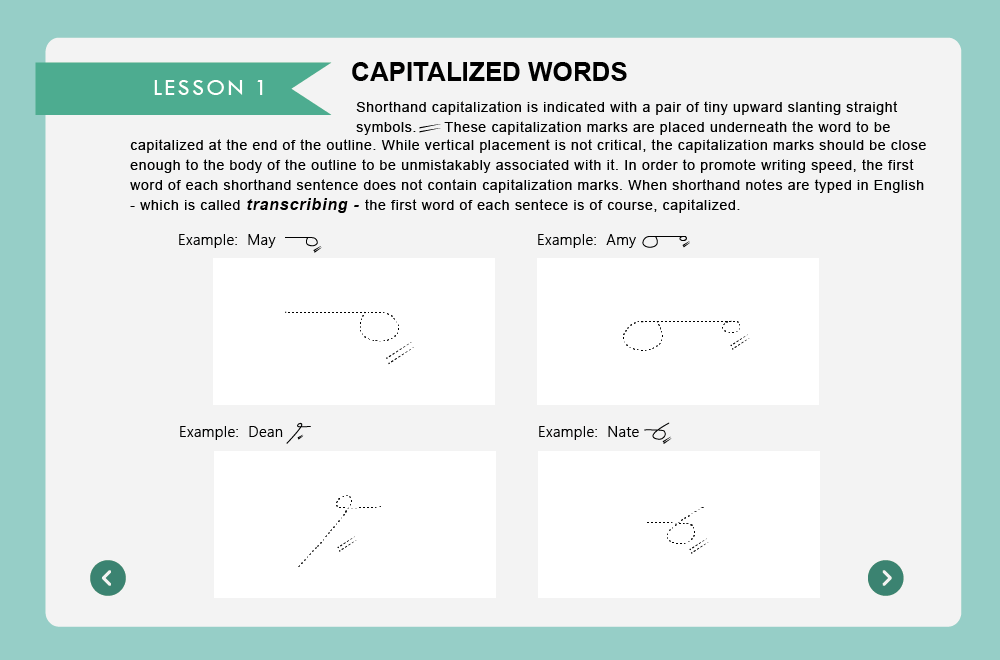 LESSON 1
CAPITALIZED WORDS
Shorthand capitalization is indicated with a pair of tiny upward slanting straight
symbols. These capitalization marks are placed underneath the word to be
capitalized at the end of the outline. While vertical placement is not critical, the capitalization marks should be close
enough to the body of the outline to be unmistakably associated with it. In order to promote writing speed, the first
word of each shorthand sentence does not contain capitalization marks. When shorthand notes are typed in English
- which is called transcribing - the first word of each sentece is of course, capitalized.
Example: May
Example: Amy
Example: Dean
Example: Nate